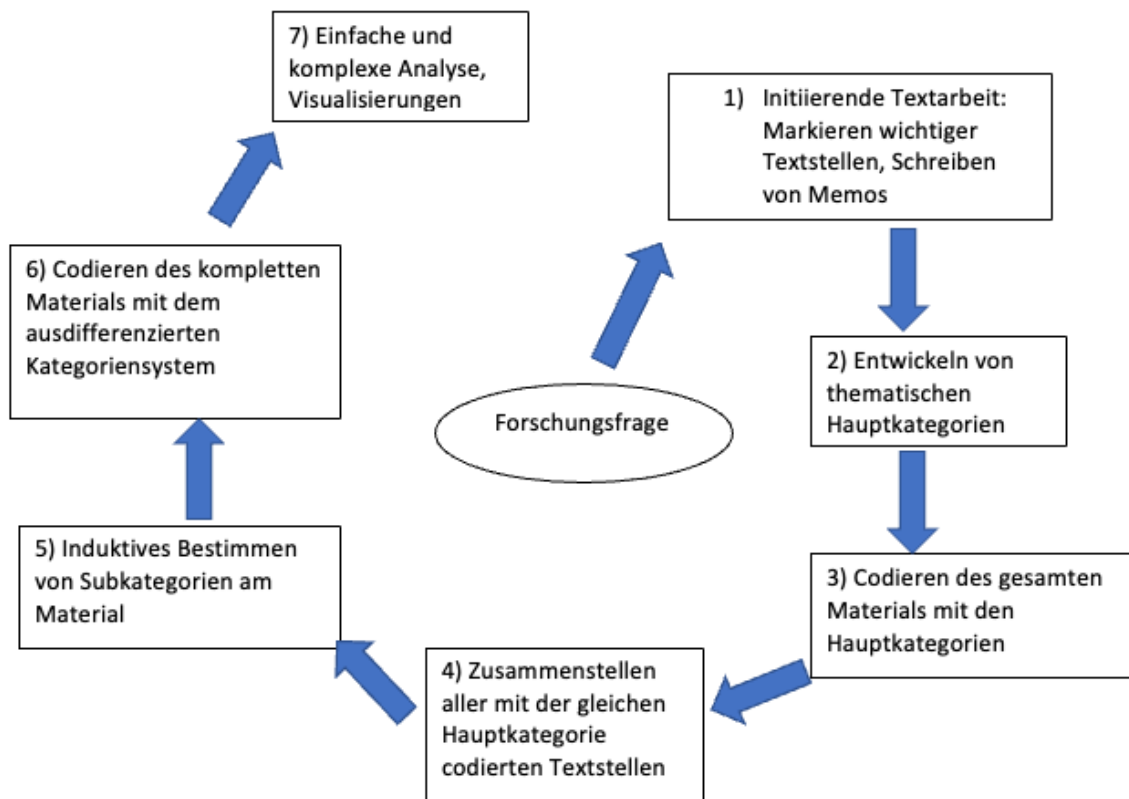 1) Initiierende Textarbeit:
Markieren wichtiger
Textstellen, Schreiben
von Memos
2) Entwickeln von
thematischen
Hauptkategorien
3) Codieren des gesamten
Materials mit den
Hauptkategorien
4) Zusammenstellen
aller mit der gleichen
Hauptkategorie
codierten Textstellen
5) Induktives Bestimmen
von Subkategorien am
Material
6) Codieren des kompletten
Materials mit dem
ausdifferenzierten
Kategoriensystem
7) Einfache und
komplexe Analyse,
Visualisierungen
Forschungsfrage